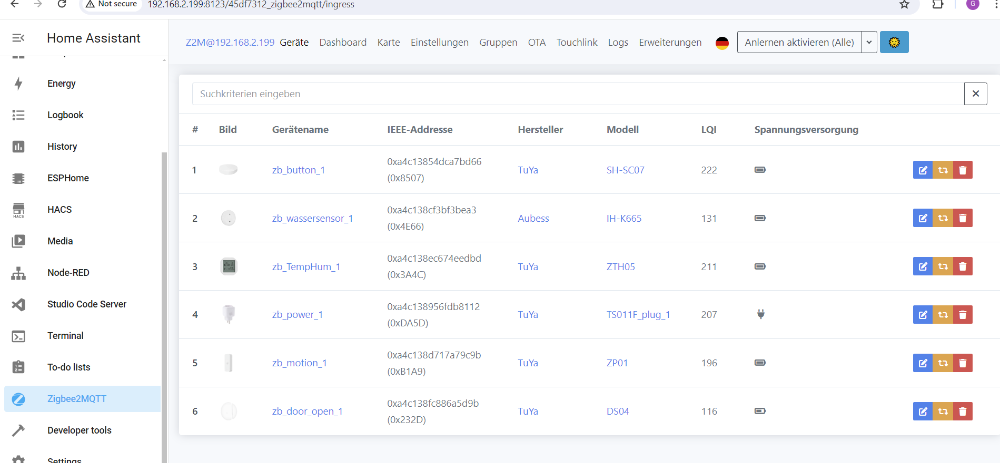 Not secure 192.168.2.199:8123/45df7312_zigbee2mqtt/ingress G
Home Assistant
Energy
Logbook
History
ESPHome
HACS
HACS
Media
Node-RED
Studio Code Server
Terminal
To-do lists
Zigbee2MQTT
Developer tools
Settings
Z2M@192.168.2.199 Geräte Dashboard Karte Einstellungen Gruppen OTA Touchlink Logs Erweiterungen Anlernen aktivieren (Alle)
Suchkriterien eingeben
# Bild Gerätename IEEE-Addresse Hersteller Modell LQI Spannungsversorgung
1 zb_button_1 0xa4c13854dca7bd66 TuYa SH-SC07 222
(0x8507)
2 zb_wassersensor_1 0xa4c138cf3bf3bea3 Aubess IH-K665 131
(0x4E66)
3 zb_TempHum_1 0xa4c138ec674eedbd TuYa ZTH05 211
(0x3A4C)
4 zb_power_1 0xa4c138956fdb8112 TuYa TS011F_plug_1 207
(0xDA5D)
5 zb_motion_1 0xa4c138d717a79c9b TuYa ZP01 196
(0xB1A9)
6 zb_door_open_1 0xa4c138fc886a5d9b TuYa DS04 116
(0x232D)